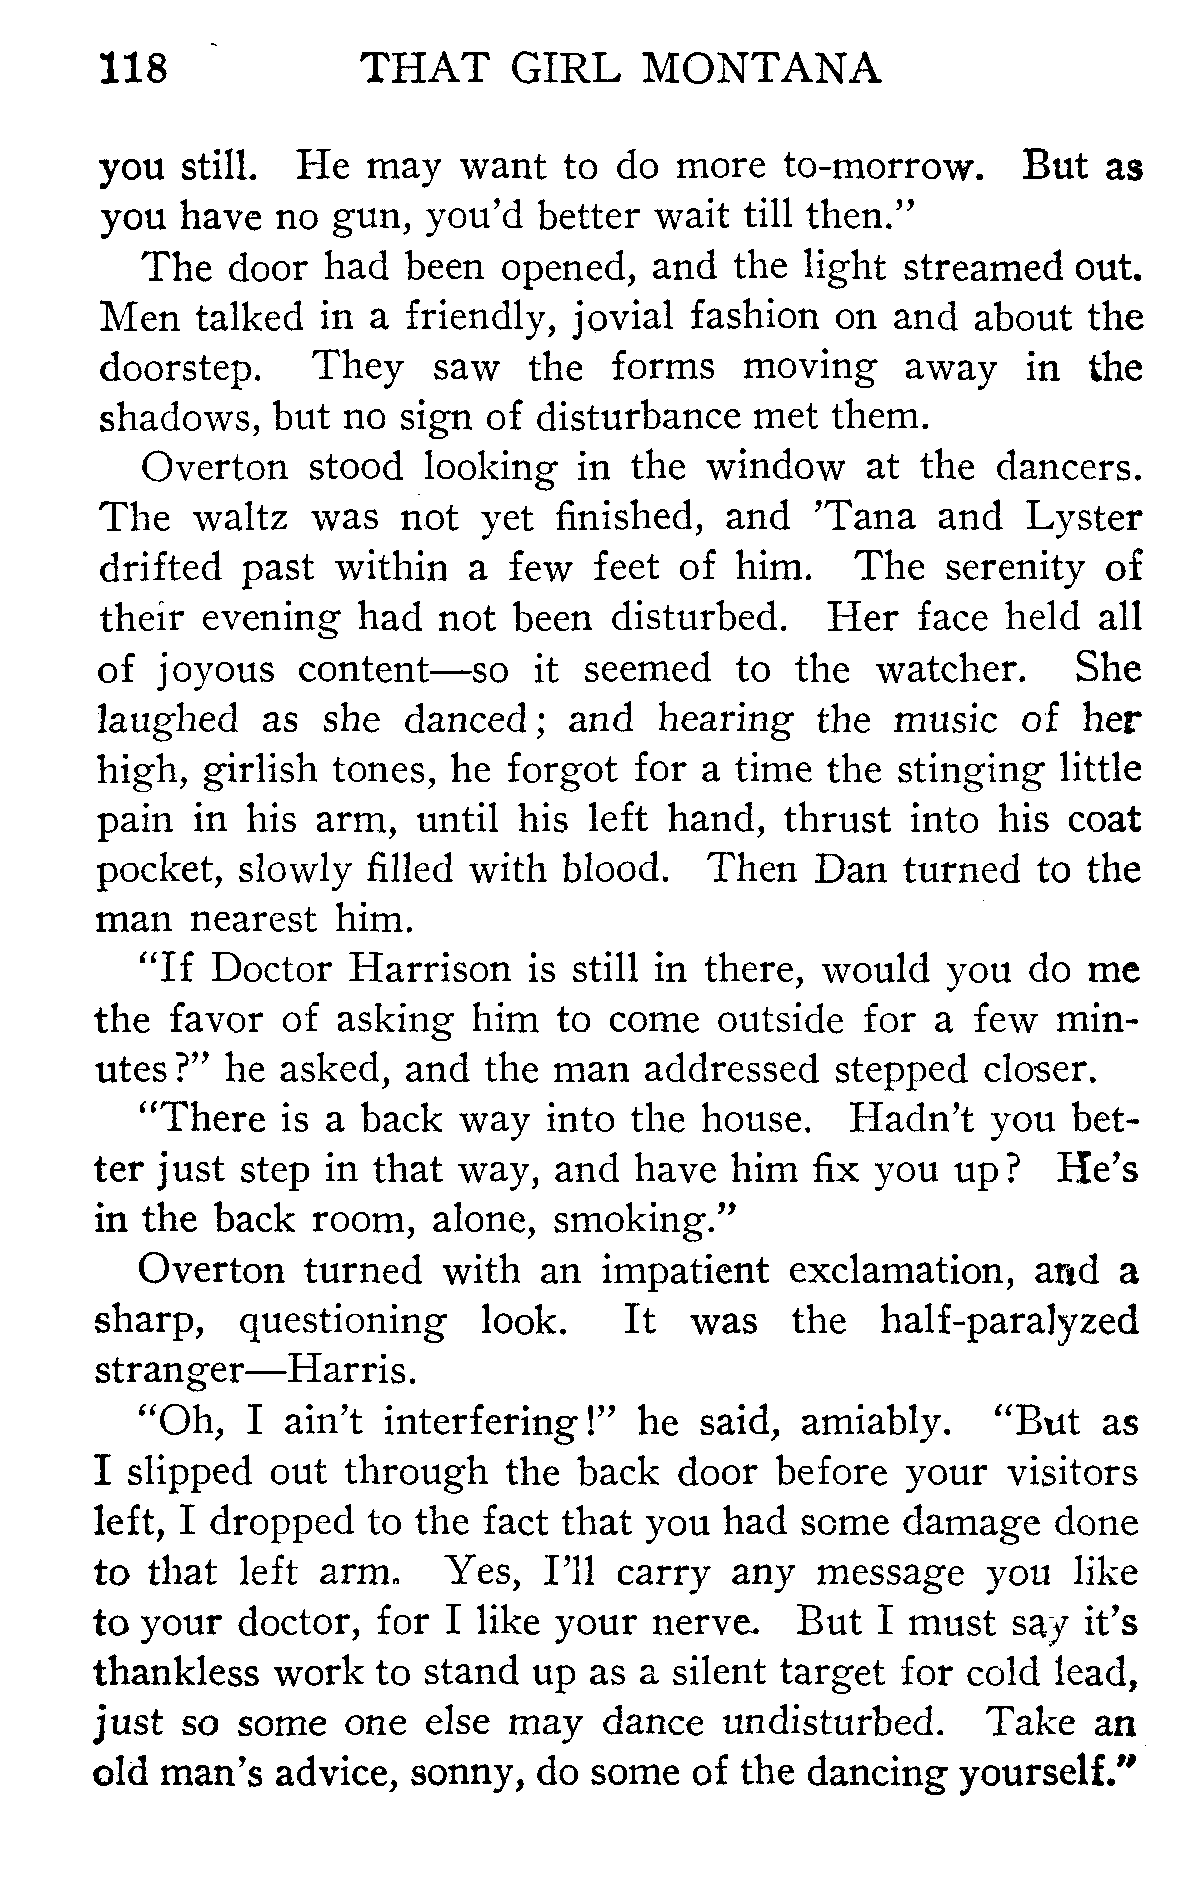 118 THAT GIRL MONTANA
you still. He may want to do more to-morrow. But as
you have no gun, you'd better wait till then."
The door had been opened, and the light streamed out.
Men talked in a friendly, jovial fashion on and about the
doorstep. They saw the forms moving away in the
shadows, but no sign of disturbance met them.
Overton stood looking in the window at the dancers.
The waltz was not yet finished, and 'Tana and Lyster
drifted past within a few feet of him. The serenity of
their evening had not been disturbed. Her face held all
of joyous content—so it seemed to the watcher. She
laughed as she danced; and hearing the music of her
high, girlish tones, he forgot for a time the stinging little
pain in his arm, until his left hand, thrust into his coat
pocket, slowly filled with blood. Then Dan turned to the
man nearest him.
"If Doctor Harrison is still in there, would you do me
the favor of asking him to come outside for a few min-
utes?" he asked, and the man addressed stepped closer.
"There is a back way into the house. Hadn't you bet-
ter just step in that way, and have him fix you up? He's
in the back room, alone, smoking."
Overton turned with an impatient exclamation, and a
sharp, questioning look. It was the half-paralyzed
stranger—Harris.
"Oh, I ain't interfering!" he said, amiably. "But as
I slipped out through the back door before your visitors
left, I dropped to the fact that you had some damage done
to that left arm. Yes, I'll carry any message you like
to your doctor, for I like your nerve. But I must say it's
thankless work to stand up as a silent target for cold lead,
just so some one else may dance undisturbed. Take an
old man's advice, sonny, do some of the dancing yourself."